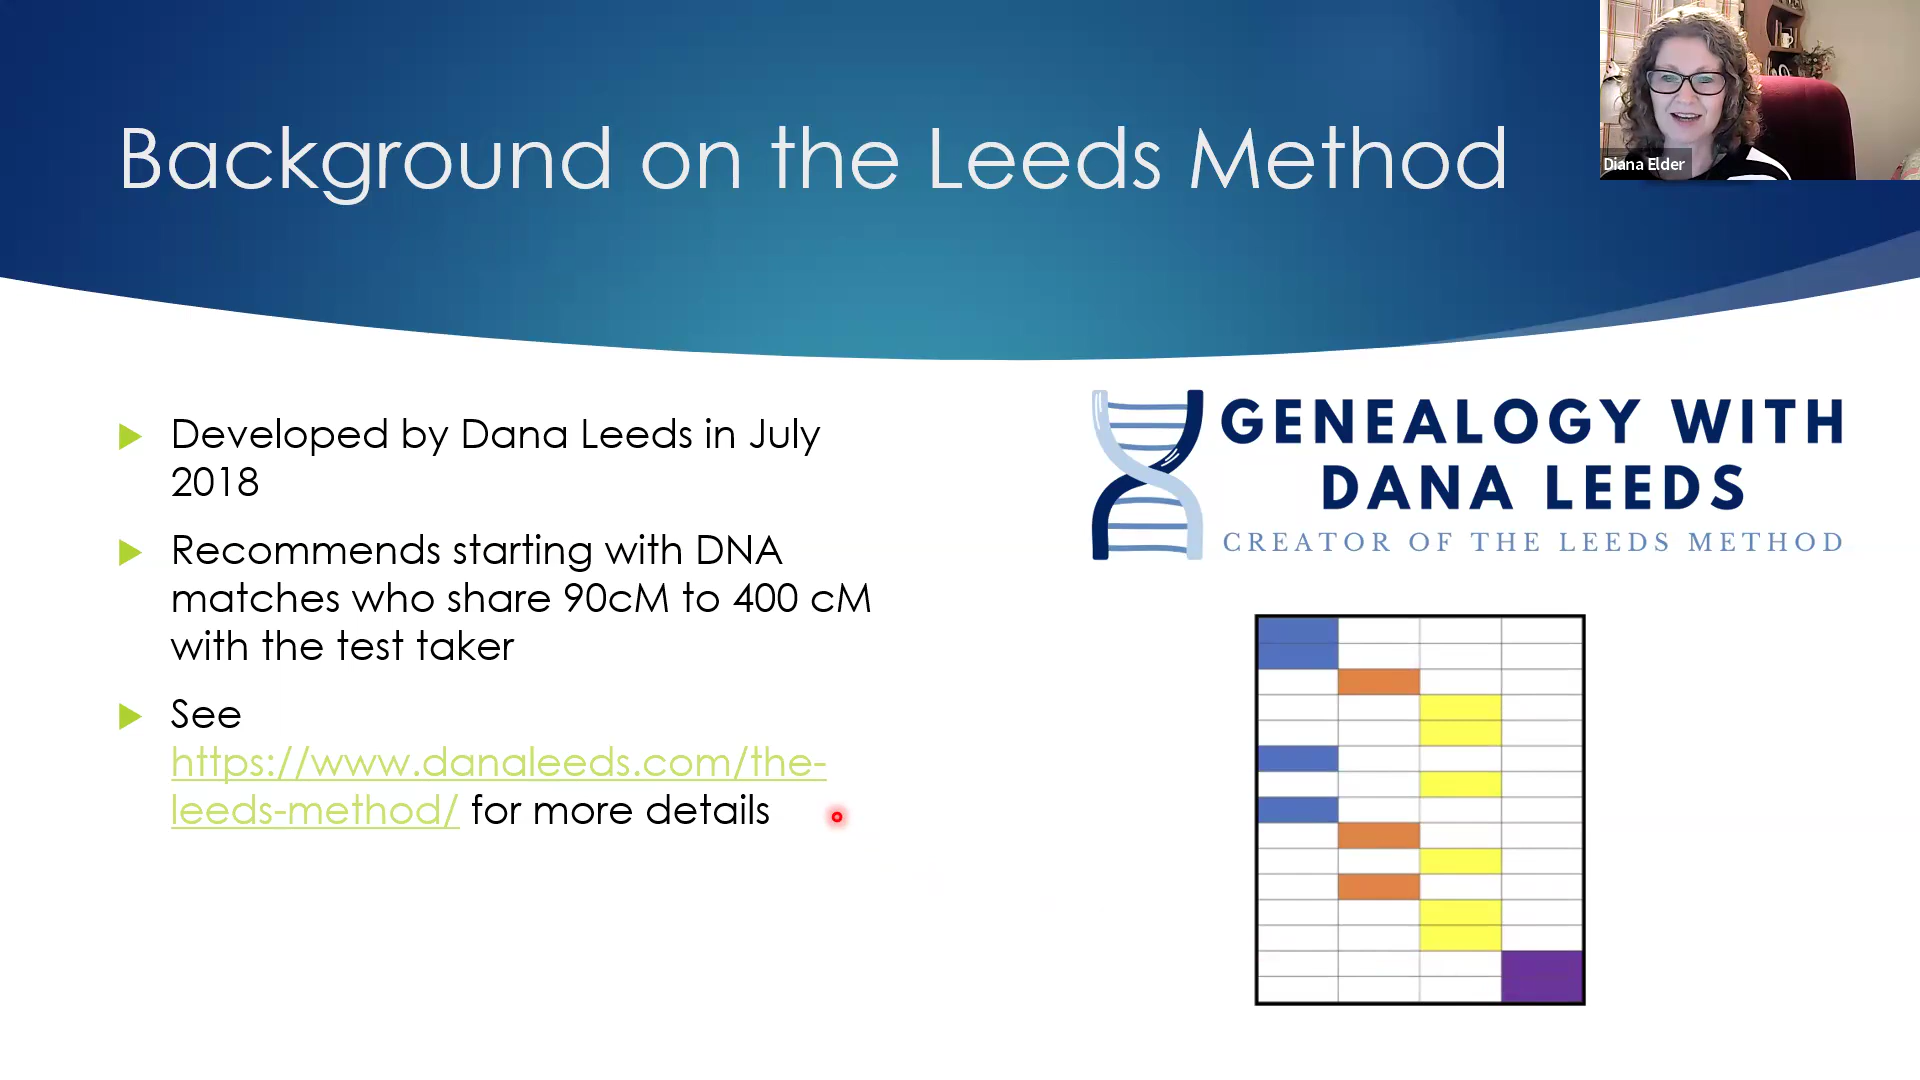 Background on the Leeds Method
Diana Elder
Developed by Dana Leeds in July
2018
Recommends starting with DNA
matches who share 90cM to 400 cM
with the test taker
See
https://www.danaleeds.com/the-
leeds-method/ for more details
GENEALOGY WITH
DANA LEEDS
CREATOR OF THE LEEDS METHOD